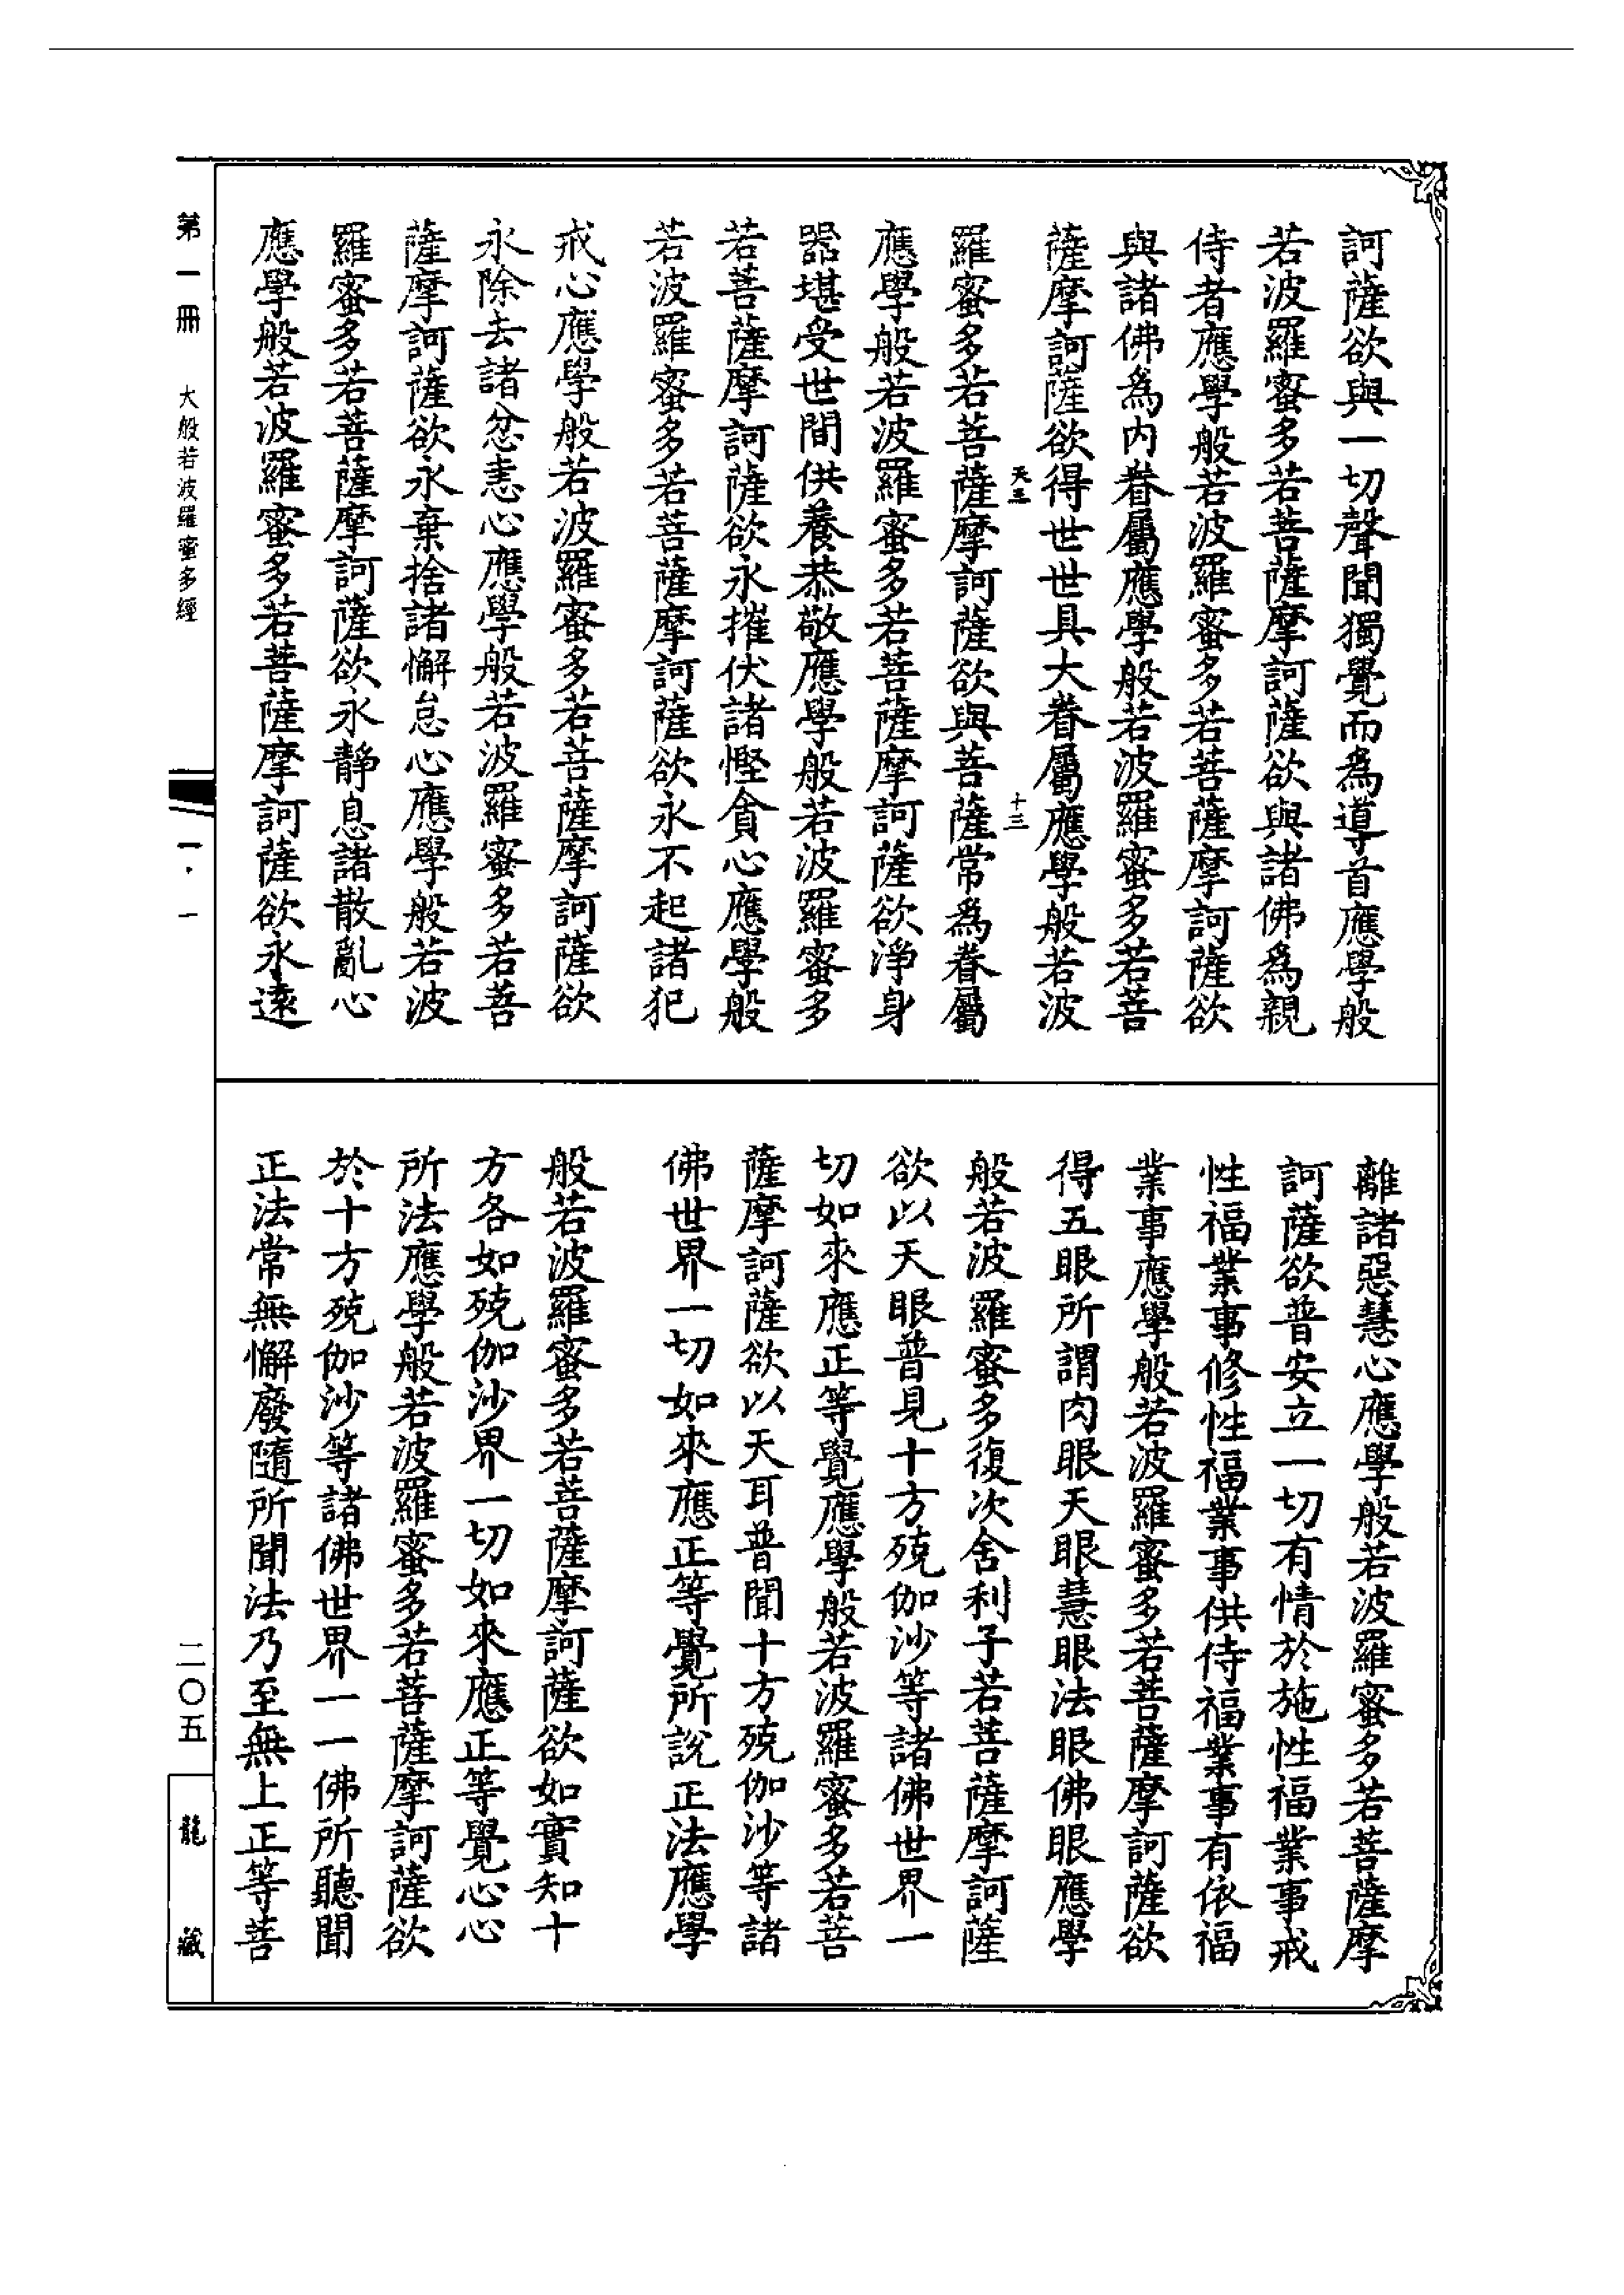 訶薩欲與一切聲聞獨覺而為導首應學般
若波羅蜜多若菩薩摩訶薩欲與諸佛為親
侍者應學般若波羅蜜多若菩薩摩訶薩欲
與諸佛為內眷屬應學般若波羅蜜多若菩
薩摩訶薩欲得世世具大眷屬應學般若波
天五 十三
羅蜜多若菩薩摩訶薩欲與菩薩常為眷屬
應學般若波羅蜜多若菩薩摩訶薩欲淨身
器堪受世間供養恭敬應學般若波羅蜜多
若菩薩摩訶薩欲永摧伏諸慳貪心應學般
若波羅蜜多若菩薩摩訶薩欲永不起諸犯
戒心應學般若波羅蜜多若菩薩摩訶薩欲
永除去諸忿恚心應學般若波羅蜜多若菩
薩摩訶薩欲永棄捨諸懈怠心應學般若波
羅蜜多若菩薩摩訶薩欲永靜息諸散亂心
應學般若波羅蜜多若菩薩摩訶薩欲永遠
離諸惡慧心應學般若波羅蜜多若菩薩摩
訶薩欲普安立一切有情於施性福業事戒
性福業事修性福業事供侍福業事有依福
業事應學般若波羅蜜多若菩薩摩訶薩欲
得五眼所謂肉眼天眼慧眼法眼佛眼應學
般若波羅蜜多復次舍利子若菩薩摩訶薩
欲以天眼普見十方殑伽沙等諸佛世界一
切如來應正等覺應學般若波羅蜜多若菩
薩摩訶薩欲以天耳普聞十方殑伽沙等諸
佛世界一切如來應正等覺所說正法應學
般若波羅蜜多若菩薩摩訶薩欲如實知十
方各如殑伽沙界一切如來應正等覺心心
所法應學般若波羅蜜多若菩薩摩訶薩欲
於十方殑伽沙等諸佛世界一一佛所聽聞
正法常無懈廢隨所聞法乃至無上正等菩
第一冊 大般若波羅蜜多經 一·一 二〇五 龍藏